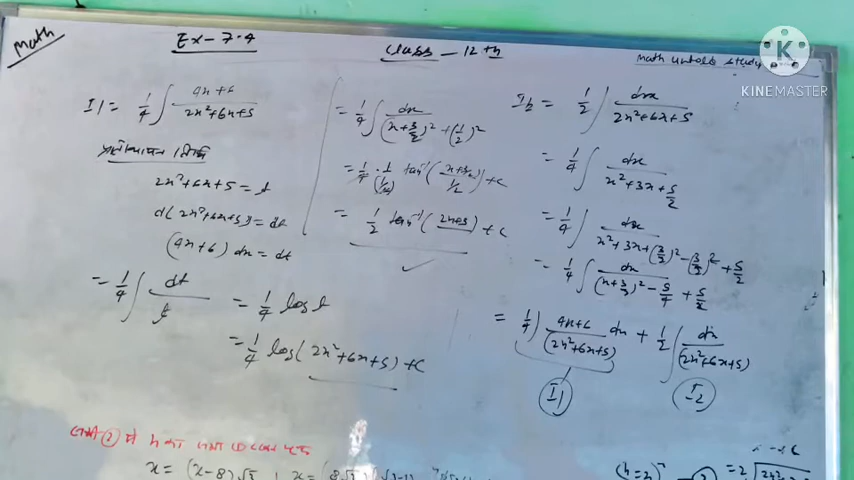 Math
Ex-7.4
Class - 12th
Math untold study
K
KINEMASTER
I1 = 1/4 ∫ 4x+6 / 2x²+6x+5
2x²+6x+5 = t
d(2x²+6x+5) = dt
(4x+6) dx = dt
= 1/4 ∫ dt/t = 1/4 log t
= 1/4 log(2x²+6x+5) + c
= 1/4 ∫ dx / (x+3/2)² + (1/2)²
= 1/4 · 1/(1/2) tan⁻¹ (x+3/2 / 1/2) + c
= 1/2 tan⁻¹ (2x+3) + c
I2 = 1/2 ∫ dx / 2x²+6x+5
= 1/4 ∫ dx / x²+3x+5/2
= 1/4 ∫ dx / x²+3x+(3/2)²-(3/2)²+5/2
= 1/4 ∫ dx / (x+3/2)² - 5/4 + 5/2
= 1/4 ∫ 4x+6 / (2x²+6x+5) dx + 1/2 ∫ dx / (2x²+6x+5)
I1 I2
x = (x-8)√5